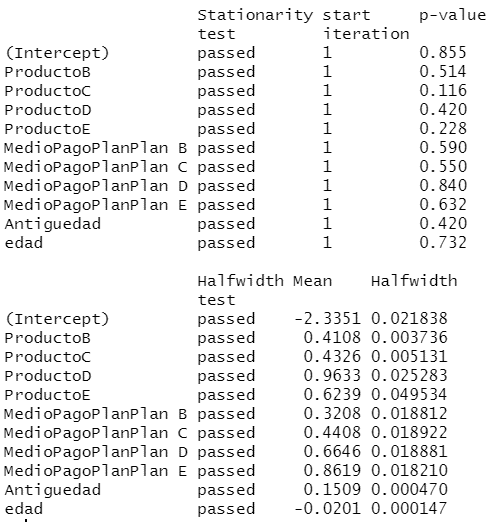 Stationarity start p-value
test iteration
(Intercept) passed 1 0.855
ProductoB passed 1 0.514
ProductoC passed 1 0.116
ProductoD passed 1 0.420
ProductoE passed 1 0.228
MedioPagoPlanPlan B passed 1 0.590
MedioPagoPlanPlan C passed 1 0.550
MedioPagoPlanPlan D passed 1 0.840
MedioPagoPlanPlan E passed 1 0.632
Antiguedad passed 1 0.420
edad passed 1 0.732
Halfwidth Mean Halfwidth
test
(Intercept) passed -2.3351 0.021838
ProductoB passed 0.4108 0.003736
ProductoC passed 0.4326 0.005131
ProductoD passed 0.9633 0.025283
ProductoE passed 0.6239 0.049534
MedioPagoPlanPlan B passed 0.3208 0.018812
MedioPagoPlanPlan C passed 0.4408 0.018922
MedioPagoPlanPlan D passed 0.6646 0.018881
MedioPagoPlanPlan E passed 0.8619 0.018210
Antiguedad passed 0.1509 0.000470
edad passed -0.0201 0.000147